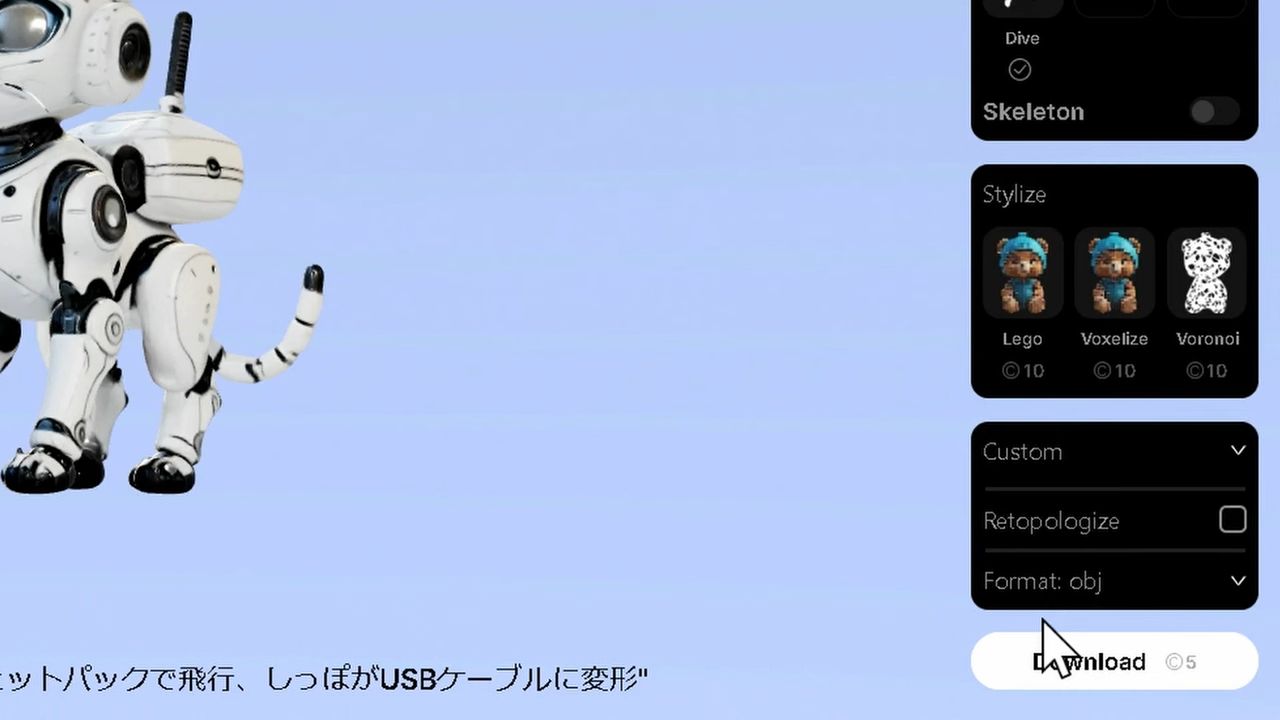 Dive
Skeleton
Stylize
Lego
Voxelize
Voronoi
©10
©10
©10
Custom
Retopologize
Format: obj
Download ©5
ットパックで飛行、しっぽがUSBケーブルに変形"